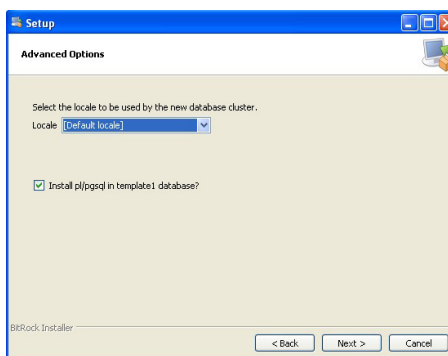 Setup
Advanced Options
Select the locale to be used by the new database cluster.
Locale [Default locale]
Install pl/pgsql in template1 database?
BitRock Installer
< Back Next > Cancel